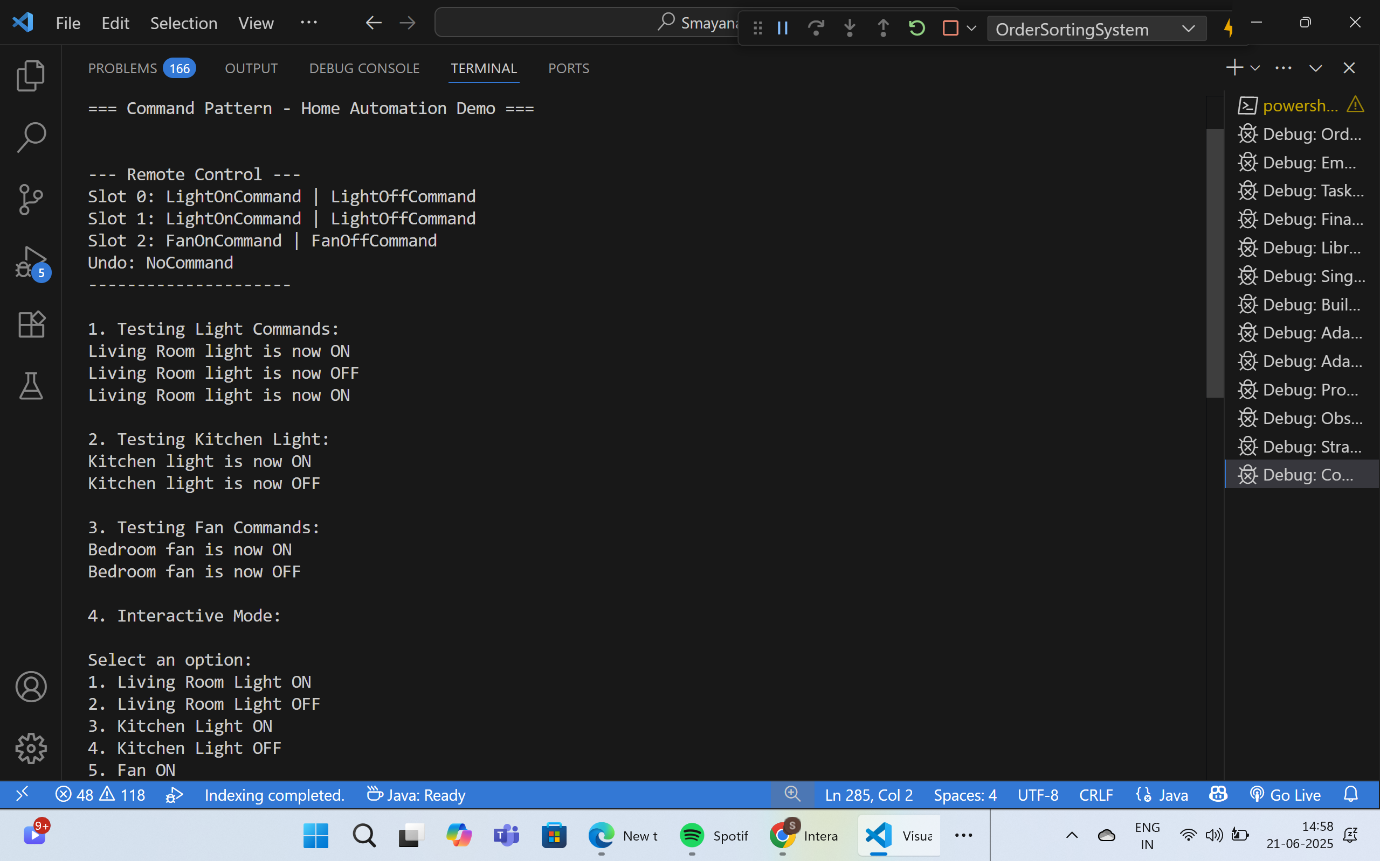 File Edit Selection View ...
Smayana
OrderSortingSystem
PROBLEMS 166 OUTPUT DEBUG CONSOLE TERMINAL PORTS
=== Command Pattern - Home Automation Demo ===
--- Remote Control ---
Slot 0: LightOnCommand | LightOffCommand
Slot 1: LightOnCommand | LightOffCommand
Slot 2: FanOnCommand | FanOffCommand
Undo: NoCommand
---------------------
1. Testing Light Commands:
Living Room light is now ON
Living Room light is now OFF
Living Room light is now ON
2. Testing Kitchen Light:
Kitchen light is now ON
Kitchen light is now OFF
3. Testing Fan Commands:
Bedroom fan is now ON
Bedroom fan is now OFF
4. Interactive Mode:
Select an option:
1. Living Room Light ON
2. Living Room Light OFF
3. Kitchen Light ON
4. Kitchen Light OFF
5. Fan ON
powersh...
Debug: Ord...
Debug: Em...
Debug: Task...
Debug: Fina...
Debug: Libr...
Debug: Sing...
Debug: Buil...
Debug: Ada...
Debug: Ada...
Debug: Pro...
Debug: Obs...
Debug: Stra...
Debug: Co...
5
48 118 Indexing completed. Java: Ready Ln 285, Col 2 Spaces: 4 UTF-8 CRLF Java Go Live
9+ New t Spotif S Intera Visua ENG IN 14:58 21-06-2025